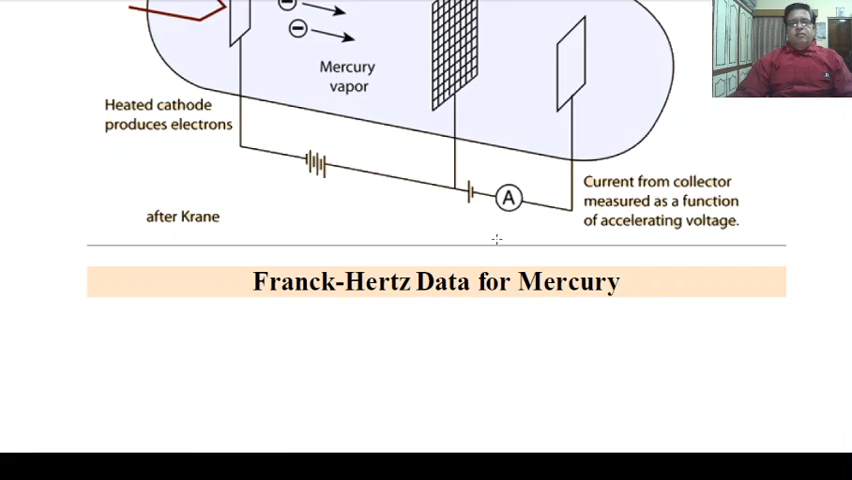 Mercury
vapor
Heated cathode
produces electrons
A
Current from collector
measured as a function
of accelerating voltage.
after Krane
Franck-Hertz Data for Mercury